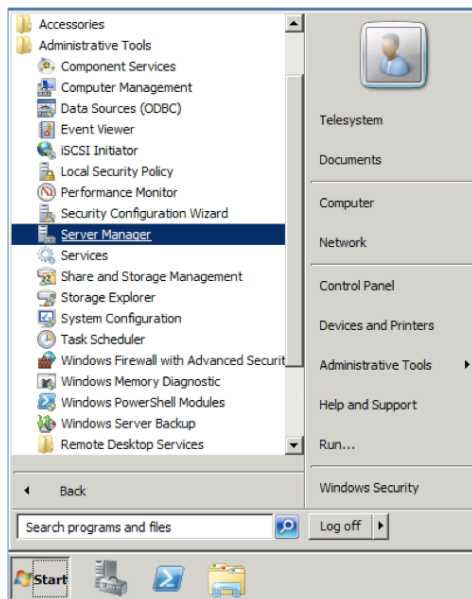 Accessories
Administrative Tools
Component Services
Computer Management
Data Sources (ODBC)
Event Viewer
iSCSI Initiator
Local Security Policy
Performance Monitor
Security Configuration Wizard
Server Manager
Services
Share and Storage Management
Storage Explorer
System Configuration
Task Scheduler
Windows Firewall with Advanced Securit
Windows Memory Diagnostic
Windows PowerShell Modules
Windows Server Backup
Remote Desktop Services
Back
Search programs and files
Telesystem
Documents
Computer
Network
Control Panel
Devices and Printers
Administrative Tools
Help and Support
Run...
Windows Security
Log off
Start